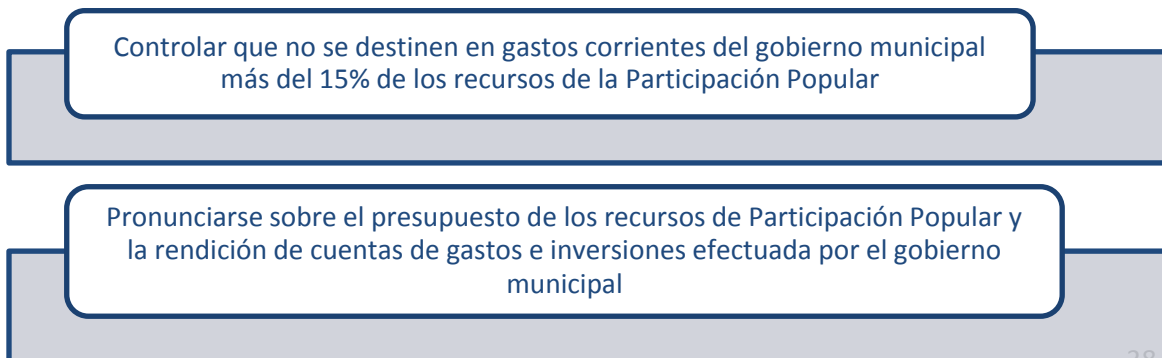 Controlar que no se destinen en gastos corrientes del gobierno municipal
más del 15% de los recursos de la Participación Popular
Pronunciarse sobre el presupuesto de los recursos de Participación Popular y
la rendición de cuentas de gastos e inversiones efectuada por el gobierno
municipal